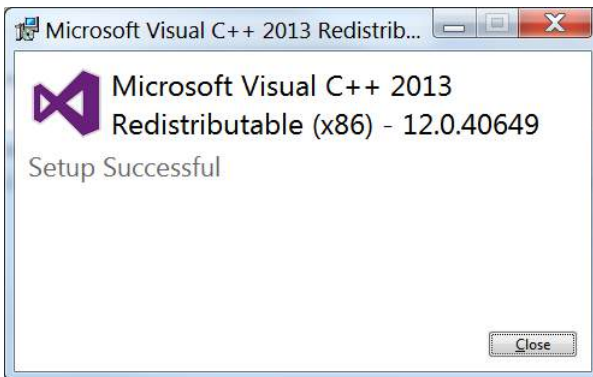 Microsoft Visual C++ 2013 Redistrib...
Microsoft Visual C++ 2013
Redistributable (x86) - 12.0.40649
Setup Successful
Close